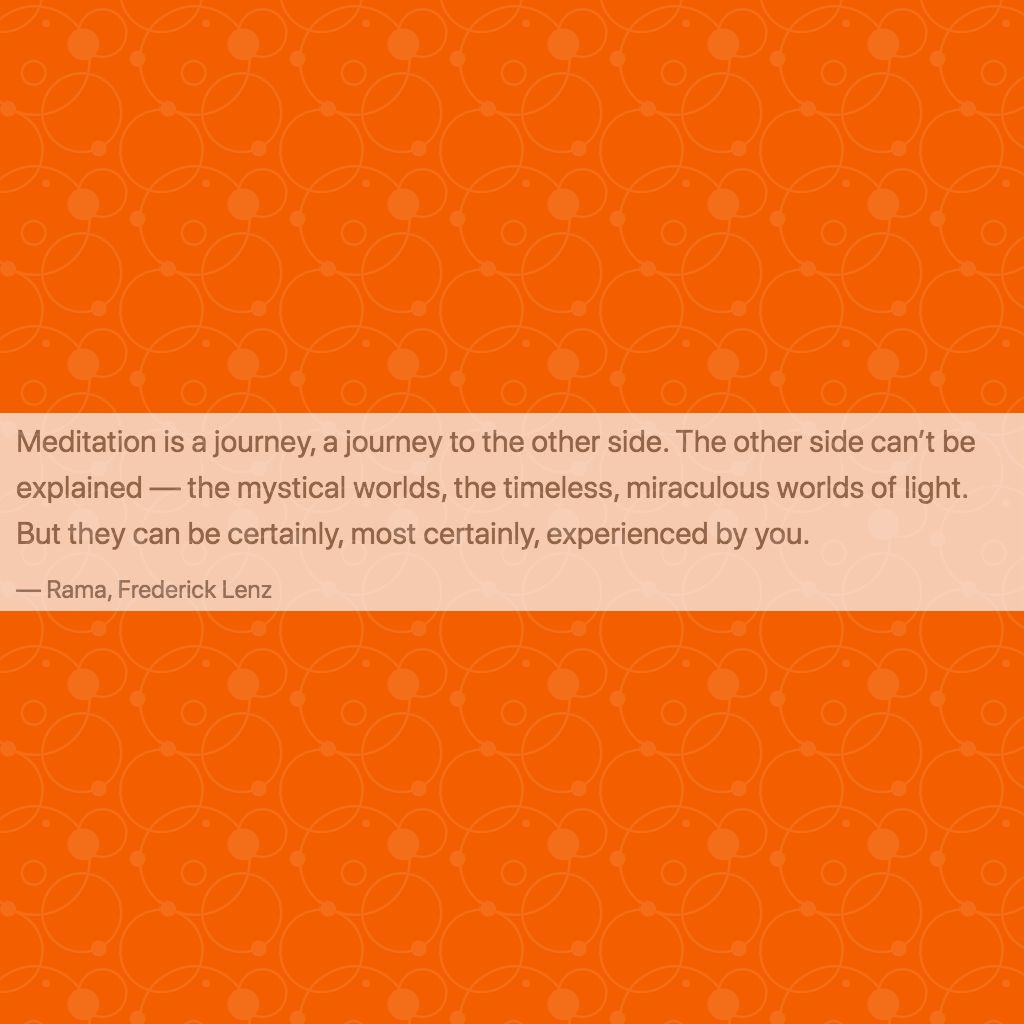 Meditation is a journey, a journey to the other side. The other side can’t be
explained — the mystical worlds, the timeless, miraculous worlds of light.
But they can be certainly, most certainly, experienced by you.
— Rama, Frederick Lenz